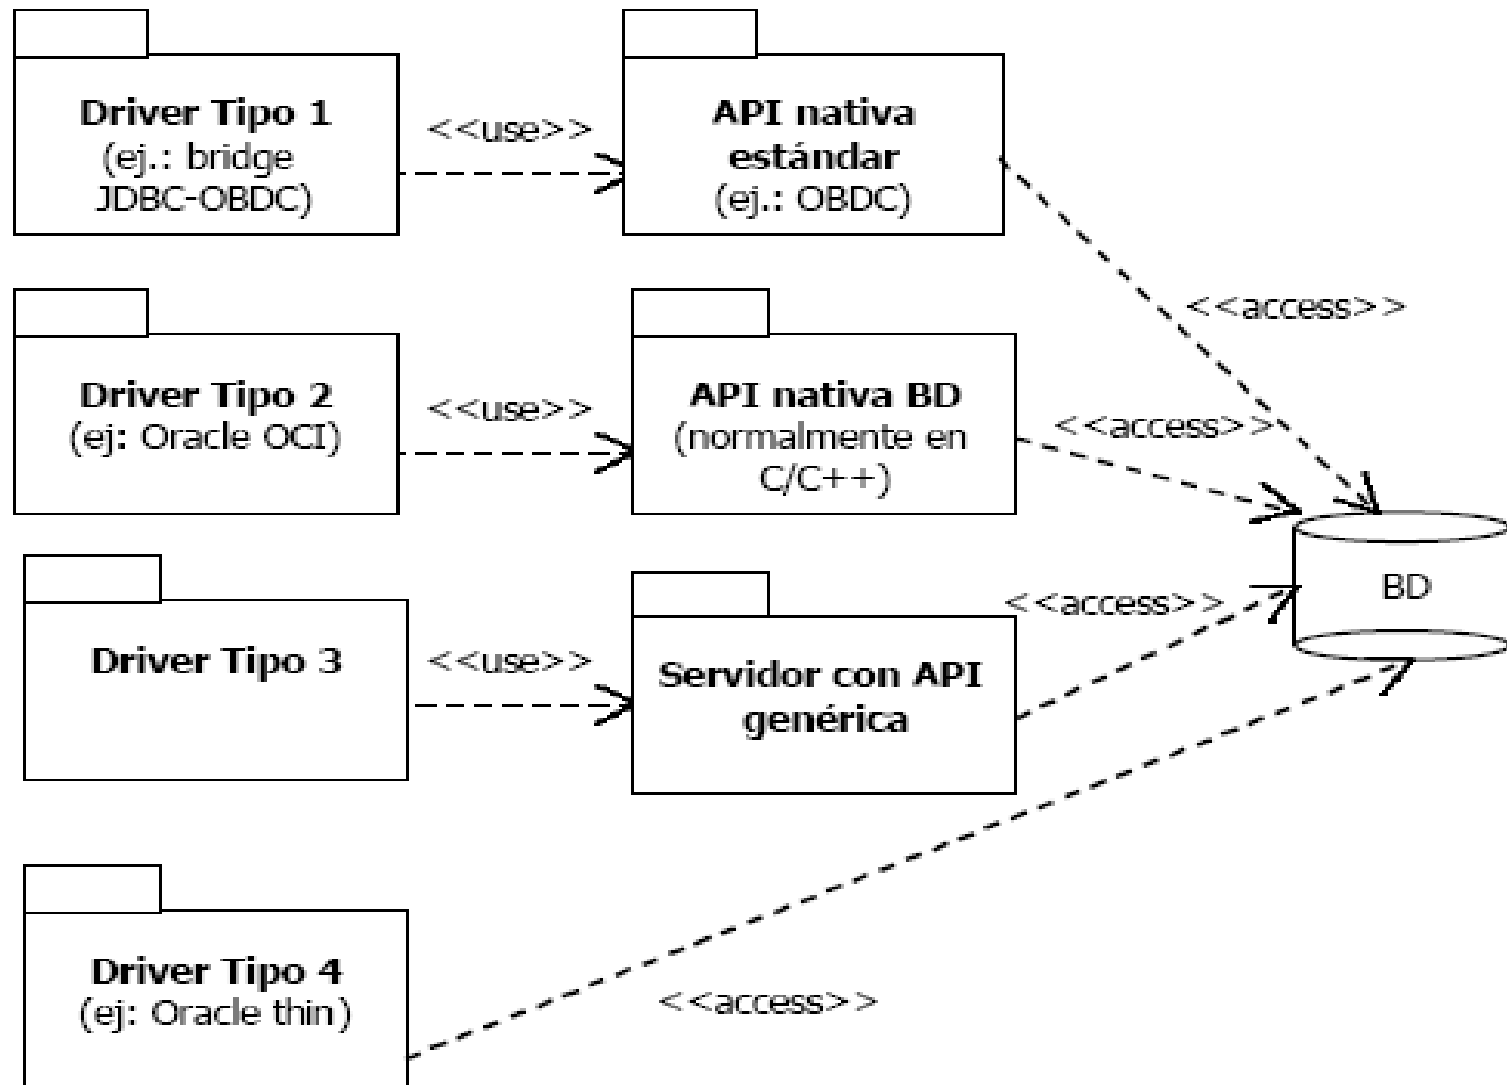 Driver Tipo 1
(ej.: bridge
JDBC-OBDC)
<<use>>
API nativa
estándar
(ej.: OBDC)
<<access>>
Driver Tipo 2
(ej: Oracle OCI)
<<use>>
API nativa BD
(normalmente en
C/C++)
<<access>>
BD
Driver Tipo 3
<<use>>
Servidor con API
genérica
<<access>>
Driver Tipo 4
(ej: Oracle thin)
<<access>>